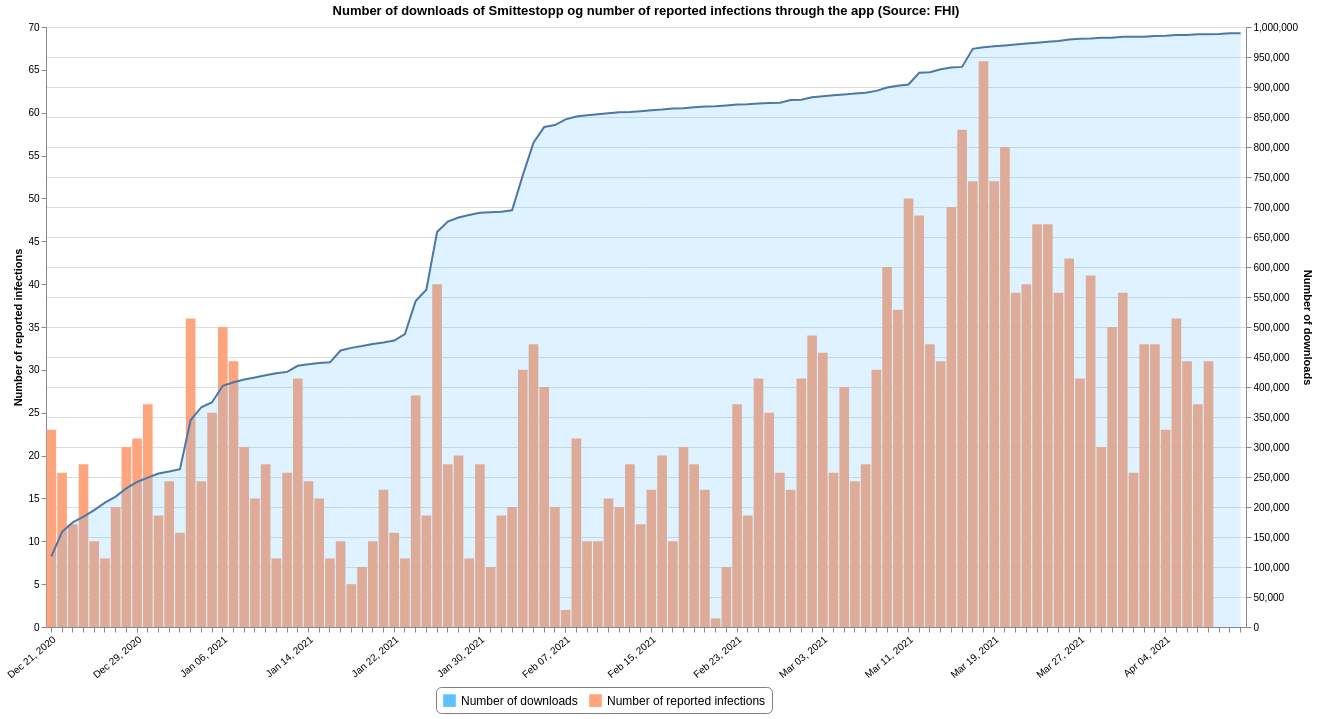 Number of downloads of Smittestopp og number of reported infections through the app (Source: FHI)
Number of reported infections
70
65
60
55
50
45
40
35
30
25
20
15
10
5
0
1,000,000
950,000
900,000
850,000
800,000
750,000
700,000
650,000
600,000
550,000
500,000
450,000
400,000
350,000
300,000
250,000
200,000
150,000
100,000
50,000
0
Number of downloads
Dec 21, 2020
Dec 29, 2020
Jan 06, 2021
Jan 14, 2021
Jan 22, 2021
Jan 30, 2021
Feb 07, 2021
Feb 15, 2021
Feb 23, 2021
Mar 03, 2021
Mar 11, 2021
Mar 19, 2021
Mar 27, 2021
Apr 04, 2021
Number of downloads
Number of reported infections